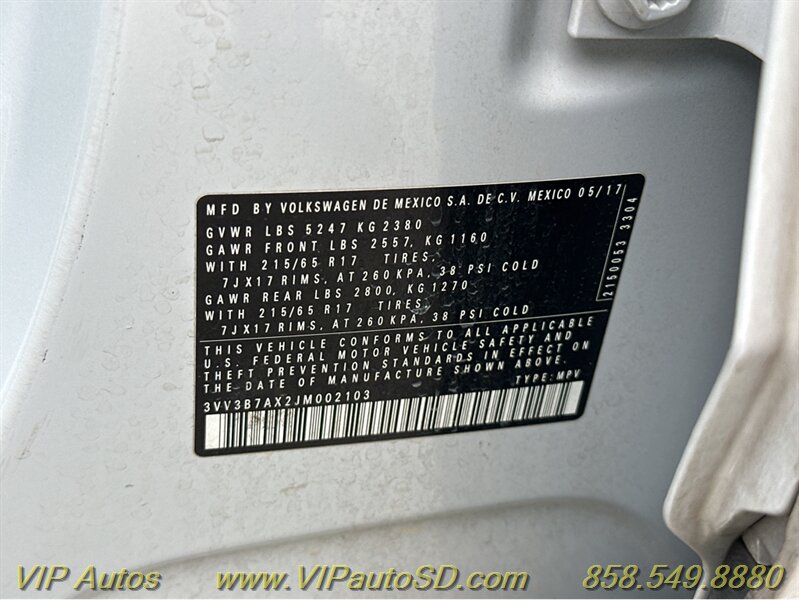 MFD BY VOLKSWAGEN DE MEXICO S.A. DE C.V. MEXICO 05/17
GVWR LBS 5247 KG 2380
GAWR FRONT LBS 2557, KG 1160
WITH 215/65 R17 TIRES,
7JX17 RIMS, AT 260 KPA, 38 PSI COLD
GAWR REAR LBS 2800, KG 1270
WITH 215/65 R17 TIRES,
7JX17 RIMS, AT 260 KPA, 38 PSI COLD
2150053 3304
THIS VEHICLE CONFORMS TO ALL APPLICABLE
U.S. FEDERAL MOTOR VEHICLE SAFETY AND
THEFT PREVENTION STANDARDS IN EFFECT ON
THE DATE OF MANUFACTURE SHOWN ABOVE.
3VV3B7AX2JM002103 TYPE: MPV
VIP Autos www.VIPautoSD.com 858.549.8880